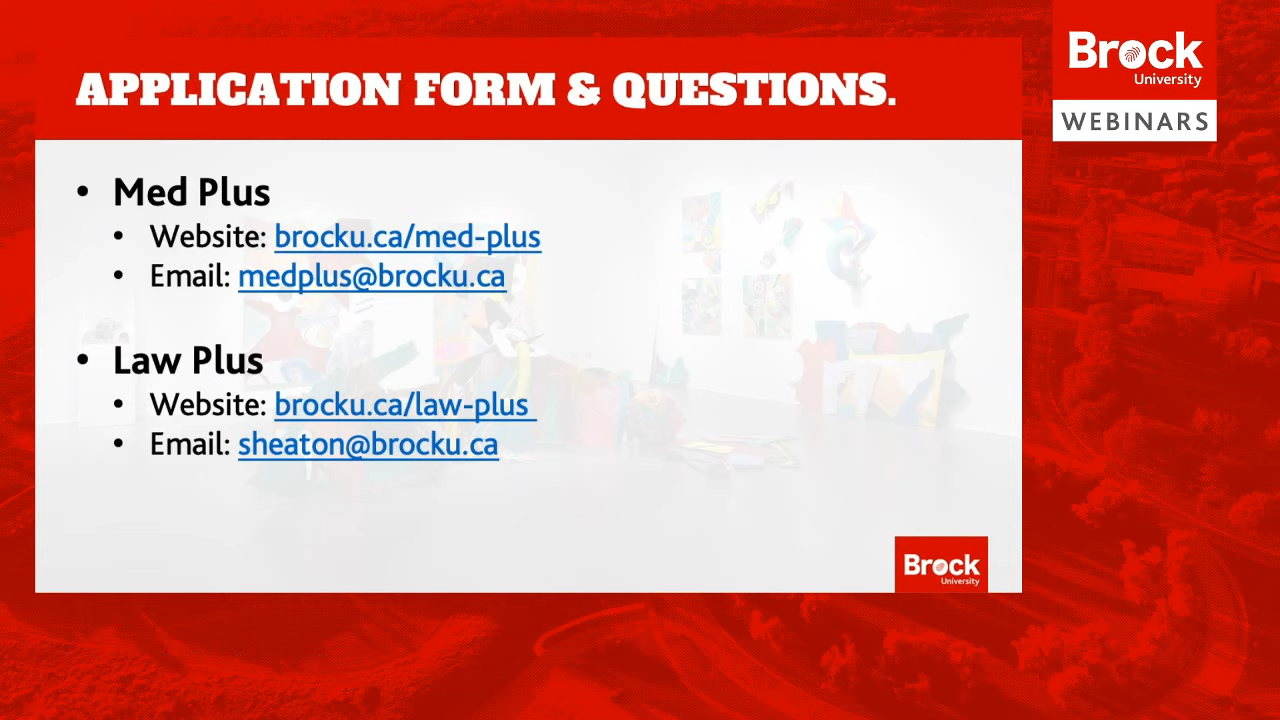 APPLICATION FORM & QUESTIONS.
Brock
University
WEBINARS
• Med Plus
• Website: brocku.ca/med-plus
• Email: medplus@brocku.ca
• Law Plus
• Website: brocku.ca/law-plus
• Email: sheaton@brocku.ca
Brock
University